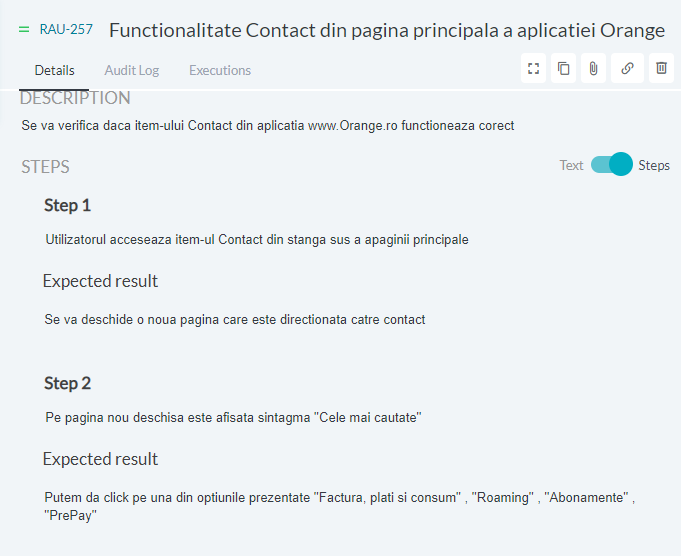 RAU-257 Functionalitate Contact din pagina principala a aplicatiei Orange
Details Audit Log Executions
DESCRIPTION
Se va verifica daca item-ului Contact din aplicatia www.Orange.ro functioneaza corect
STEPS Text Steps
Step 1
Utilizatorul acceseaza item-ul Contact din stanga sus a apaginii principale
Expected result
Se va deschide o noua pagina care este directionata catre contact
Step 2
Pe pagina nou deschisa este afisata sintagma "Cele mai cautate"
Expected result
Putem da click pe una din optiunile prezentate "Factura, plati si consum" , "Roaming" , "Abonamente" ,
"PrePay"